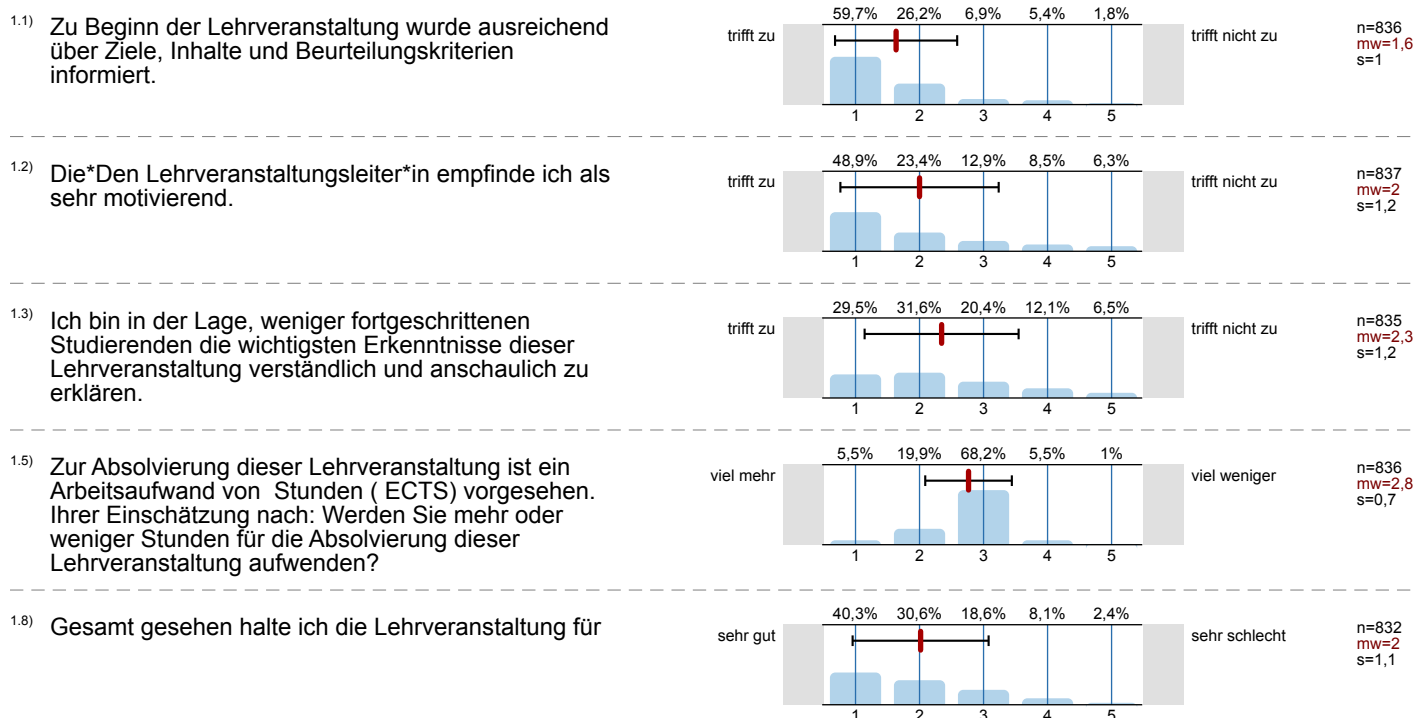 1.1) Zu Beginn der Lehrveranstaltung wurde ausreichend
über Ziele, Inhalte und Beurteilungskriterien
informiert.
59,7% 26,2% 6,9% 5,4% 1,8%
trifft zu
trifft nicht zu
1 2 3 4 5
n=836
mw=1,6
s=1
1.2) Die*Den Lehrveranstaltungsleiter*in empfinde ich als
sehr motivierend.
48,9% 23,4% 12,9% 8,5% 6,3%
trifft zu
trifft nicht zu
1 2 3 4 5
n=837
mw=2
s=1,2
1.3) Ich bin in der Lage, weniger fortgeschrittenen
Studierenden die wichtigsten Erkenntnisse dieser
Lehrveranstaltung verständlich und anschaulich zu
erklären.
29,5% 31,6% 20,4% 12,1% 6,5%
trifft zu
trifft nicht zu
1 2 3 4 5
n=835
mw=2,3
s=1,2
1.5) Zur Absolvierung dieser Lehrveranstaltung ist ein
Arbeitsaufwand von  Stunden ( ECTS) vorgesehen.
Ihrer Einschätzung nach: Werden Sie mehr oder
weniger Stunden für die Absolvierung dieser
Lehrveranstaltung aufwenden?
5,5% 19,9% 68,2% 5,5% 1%
viel mehr
viel weniger
1 2 3 4 5
n=836
mw=2,8
s=0,7
1.8) Gesamt gesehen halte ich die Lehrveranstaltung für
40,3% 30,6% 18,6% 8,1% 2,4%
sehr gut
sehr schlecht
1 2 3 4 5
n=832
mw=2
s=1,1